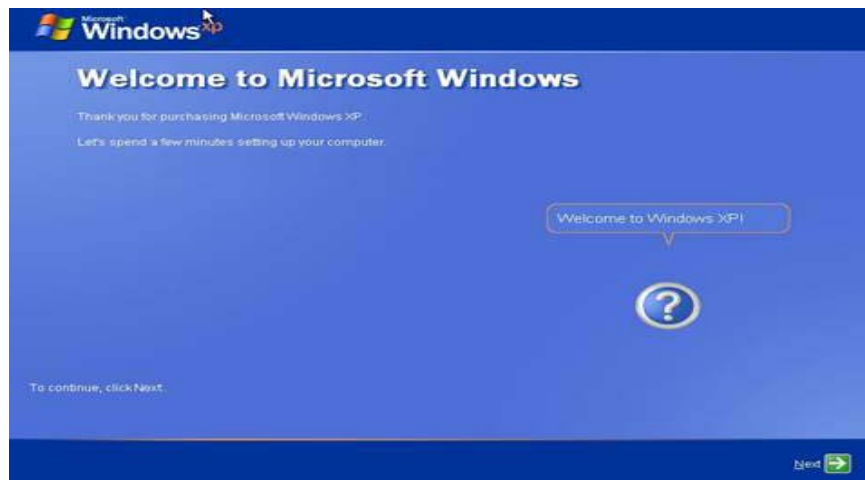 Microsoft
Windows xp
Welcome to Microsoft Windows
Thank you for purchasing Microsoft Windows XP.
Let's spend a few minutes setting up your computer.
Welcome to Windows XP!
?
To continue, click Next.
Next